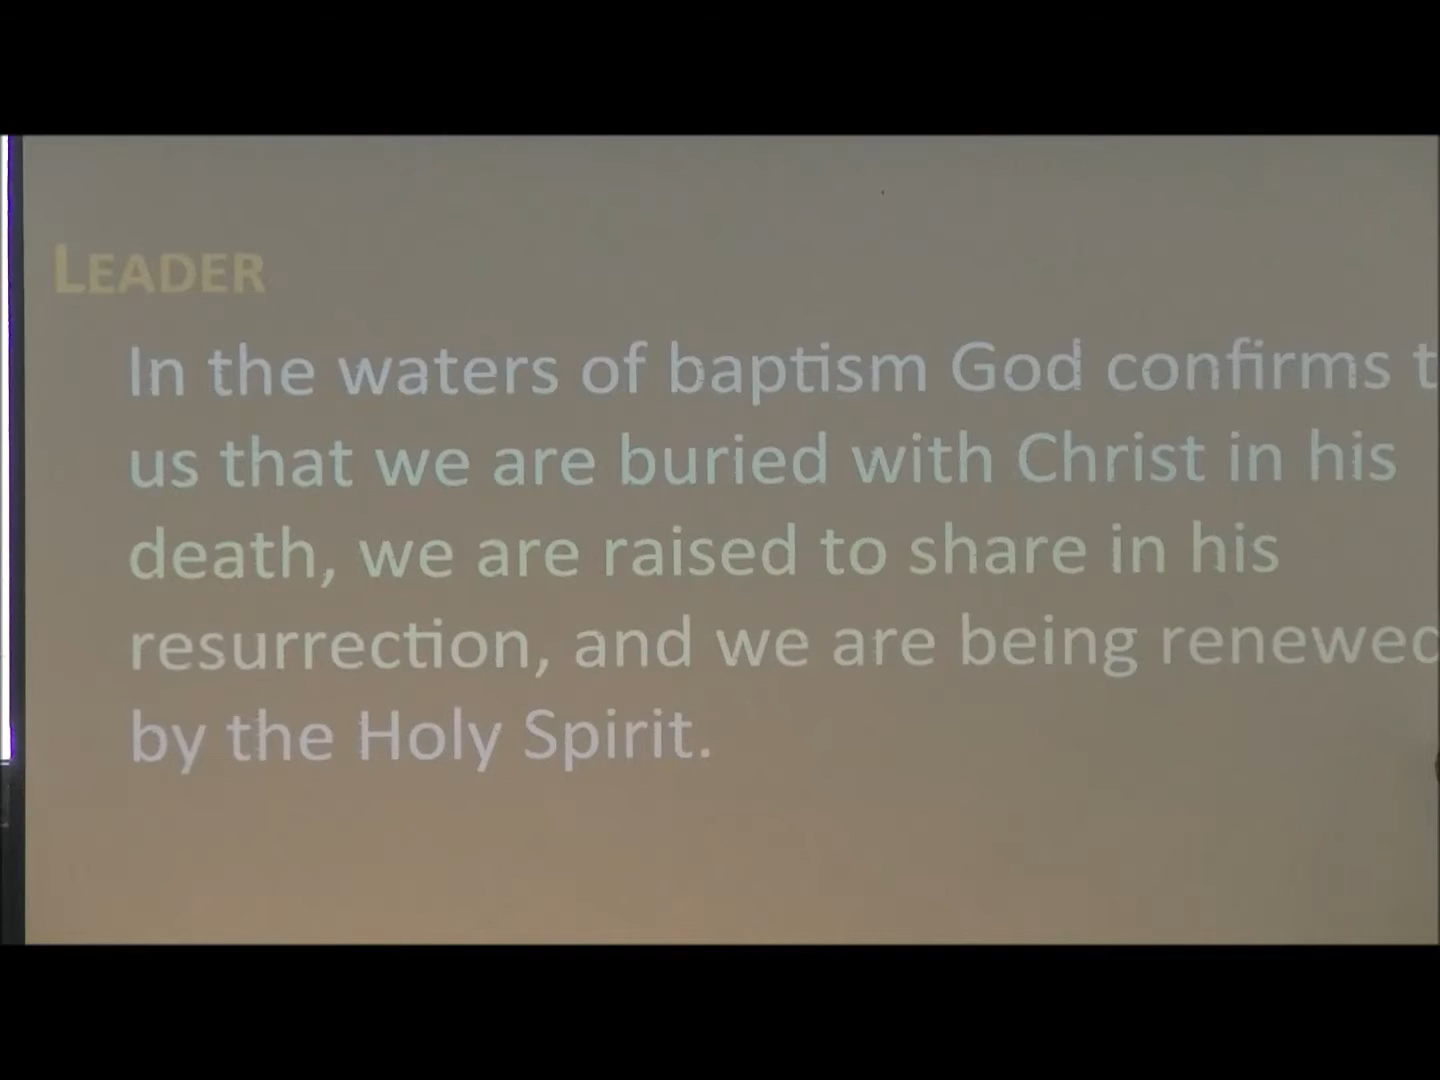 LEADER
In the waters of baptism God confirms t
us that we are buried with Christ in his
death, we are raised to share in his
resurrection, and we are being renewed
by the Holy Spirit.